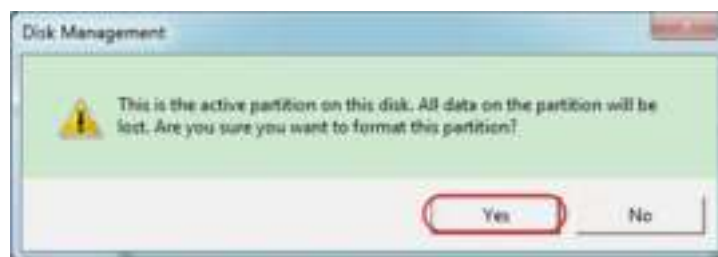 Disk Management
This is the active partition on this disk. All data on the partition will be
lost. Are you sure you want to format this partition?
Yes
No